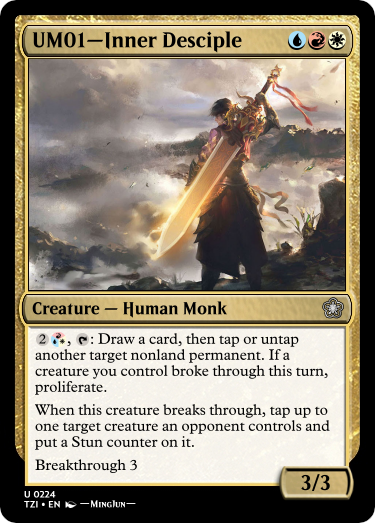 UM01—Inner Desciple
Creature — Human Monk
2, : Draw a card, then tap or untap
another target nonland permanent. If a
creature you control broke through this turn,
proliferate.
When this creature breaks through, tap up to
one target creature an opponent controls and
put a Stun counter on it.
Breakthrough 3
3/3
U 0224
TZI • EN —MingJun—